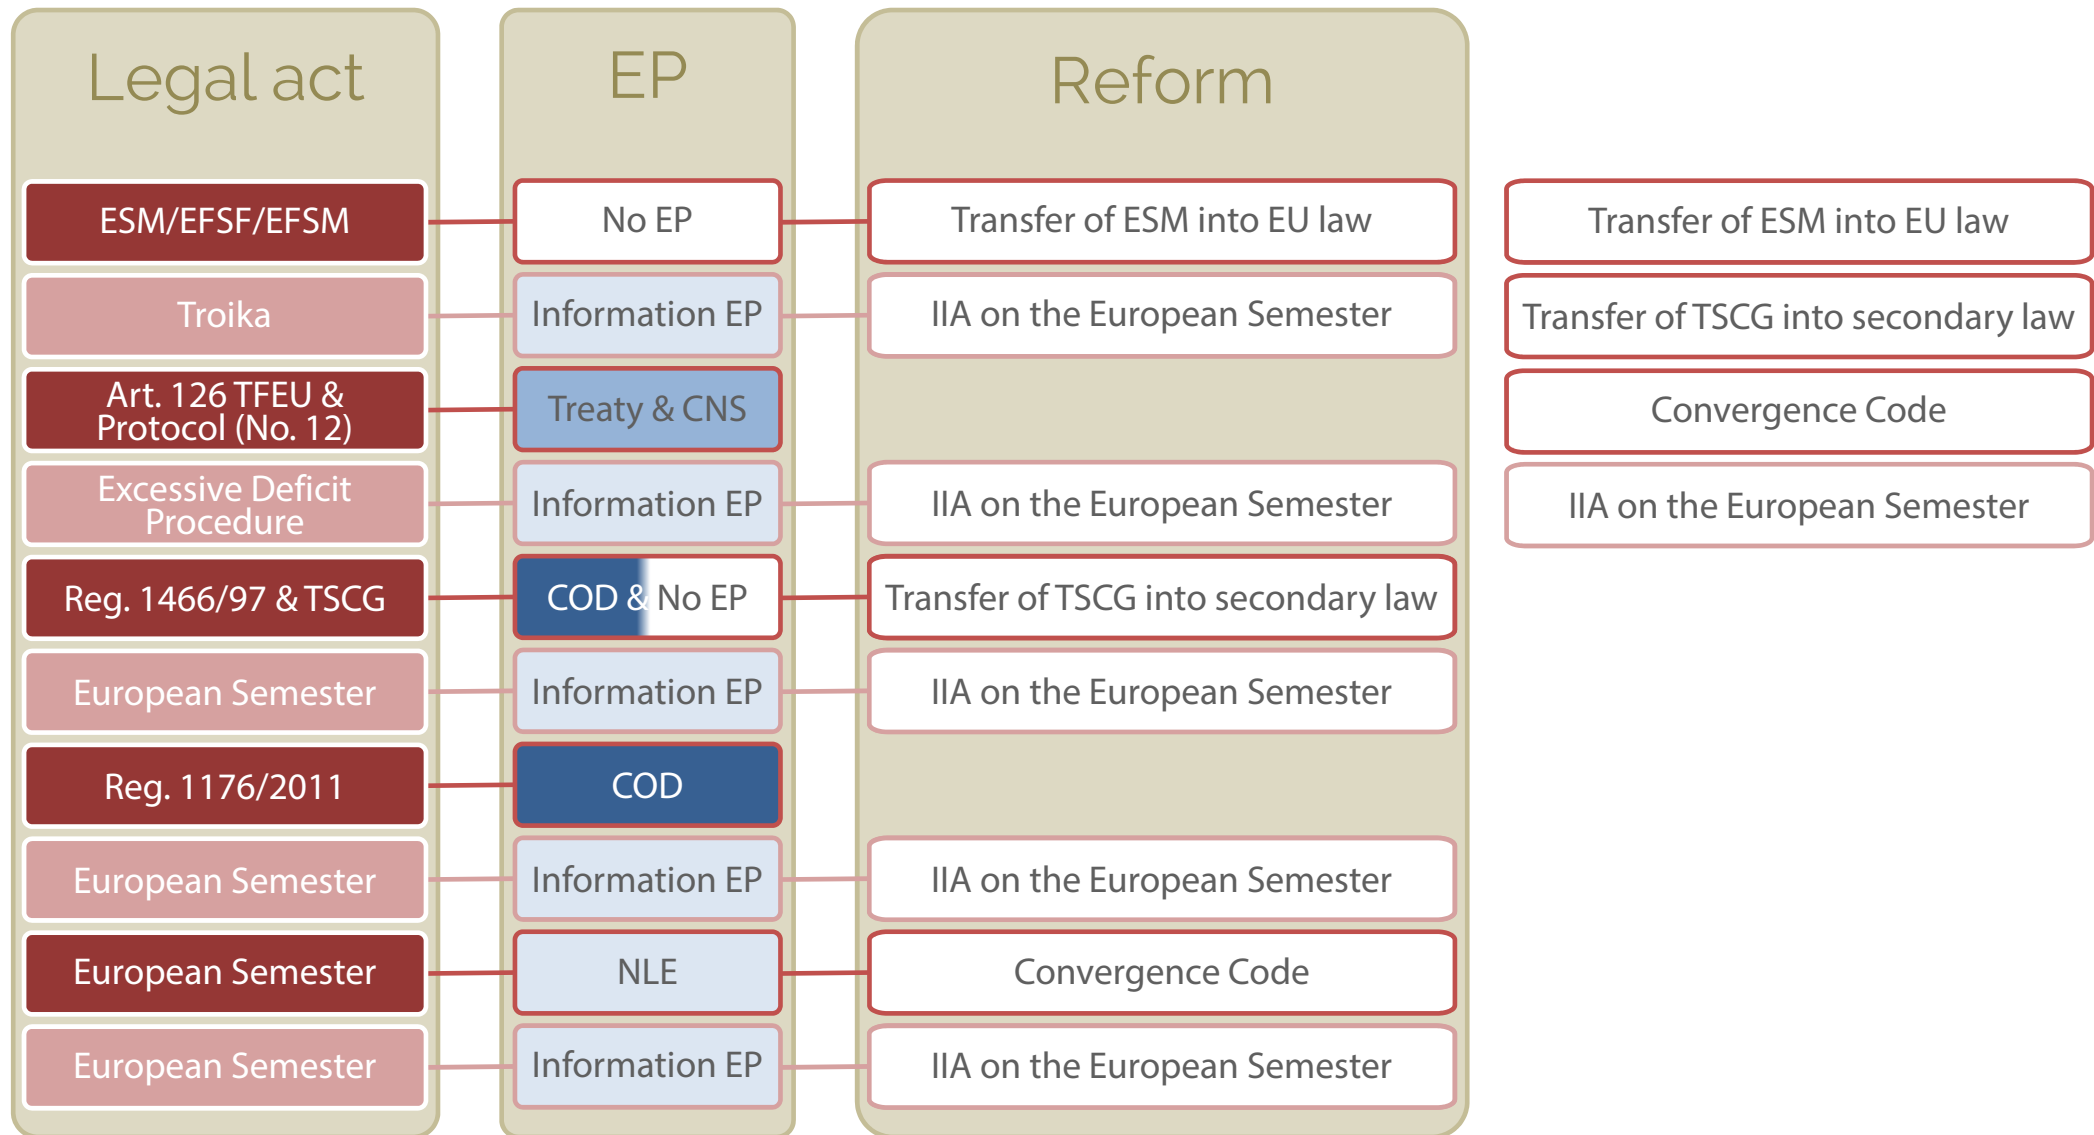 Legal act
EP
Reform
ESM/EFSF/EFSM
No EP
Transfer of ESM into EU law
Transfer of ESM into EU law
Troika
Information EP
IIA on the European Semester
Transfer of TSCG into secondary law
Art. 126 TFEU &
Protocol (No. 12)
Treaty & CNS
Convergence Code
Excessive Deficit
Procedure
Information EP
IIA on the European Semester
IIA on the European Semester
Reg. 1466/97 & TSCG
COD & No EP
Transfer of TSCG into secondary law
European Semester
Information EP
IIA on the European Semester
Reg. 1176/2011
COD
European Semester
Information EP
IIA on the European Semester
European Semester
NLE
Convergence Code
European Semester
Information EP
IIA on the European Semester